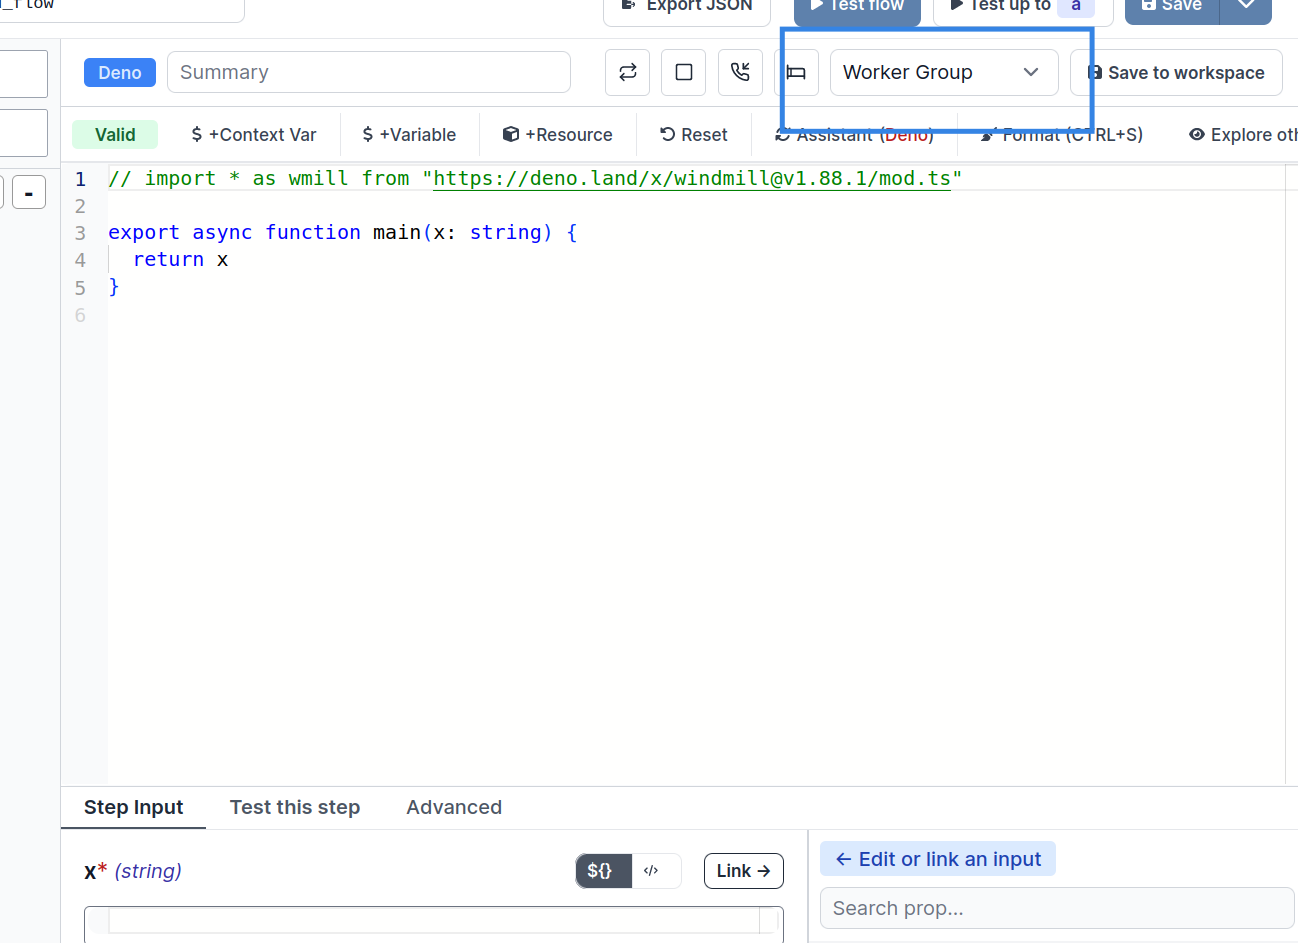 _flow
Export JSON
Test flow
Test up to
a
Save
Deno
Summary
Worker Group
Save to workspace
Valid
$ +Context Var
$ +Variable
+Resource
Reset
Assistant (Deno)
Format (CTRL+S)
Explore oth
-
1 // import * as wmill from "https://deno.land/x/windmill@v1.88.1/mod.ts"
2
3 export async function main(x: string) {
4 return x
5 }
6
Step Input
Test this step
Advanced
x* (string)
${}
</>
Link →
← Edit or link an input
Search prop...